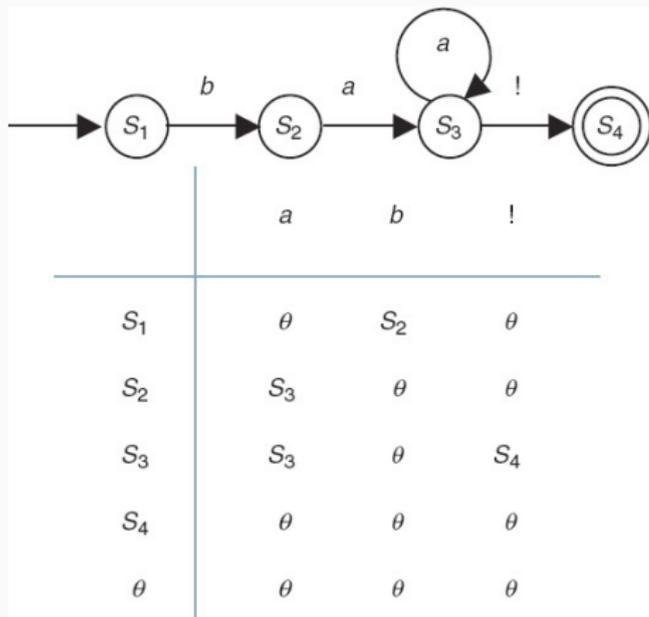 a
b a !
S₁ S₂ S₃ S₄
a b !
S₁ θ S₂ θ
S₂ S₃ θ θ
S₃ S₃ θ S₄
S₄ θ θ θ
θ θ θ θ